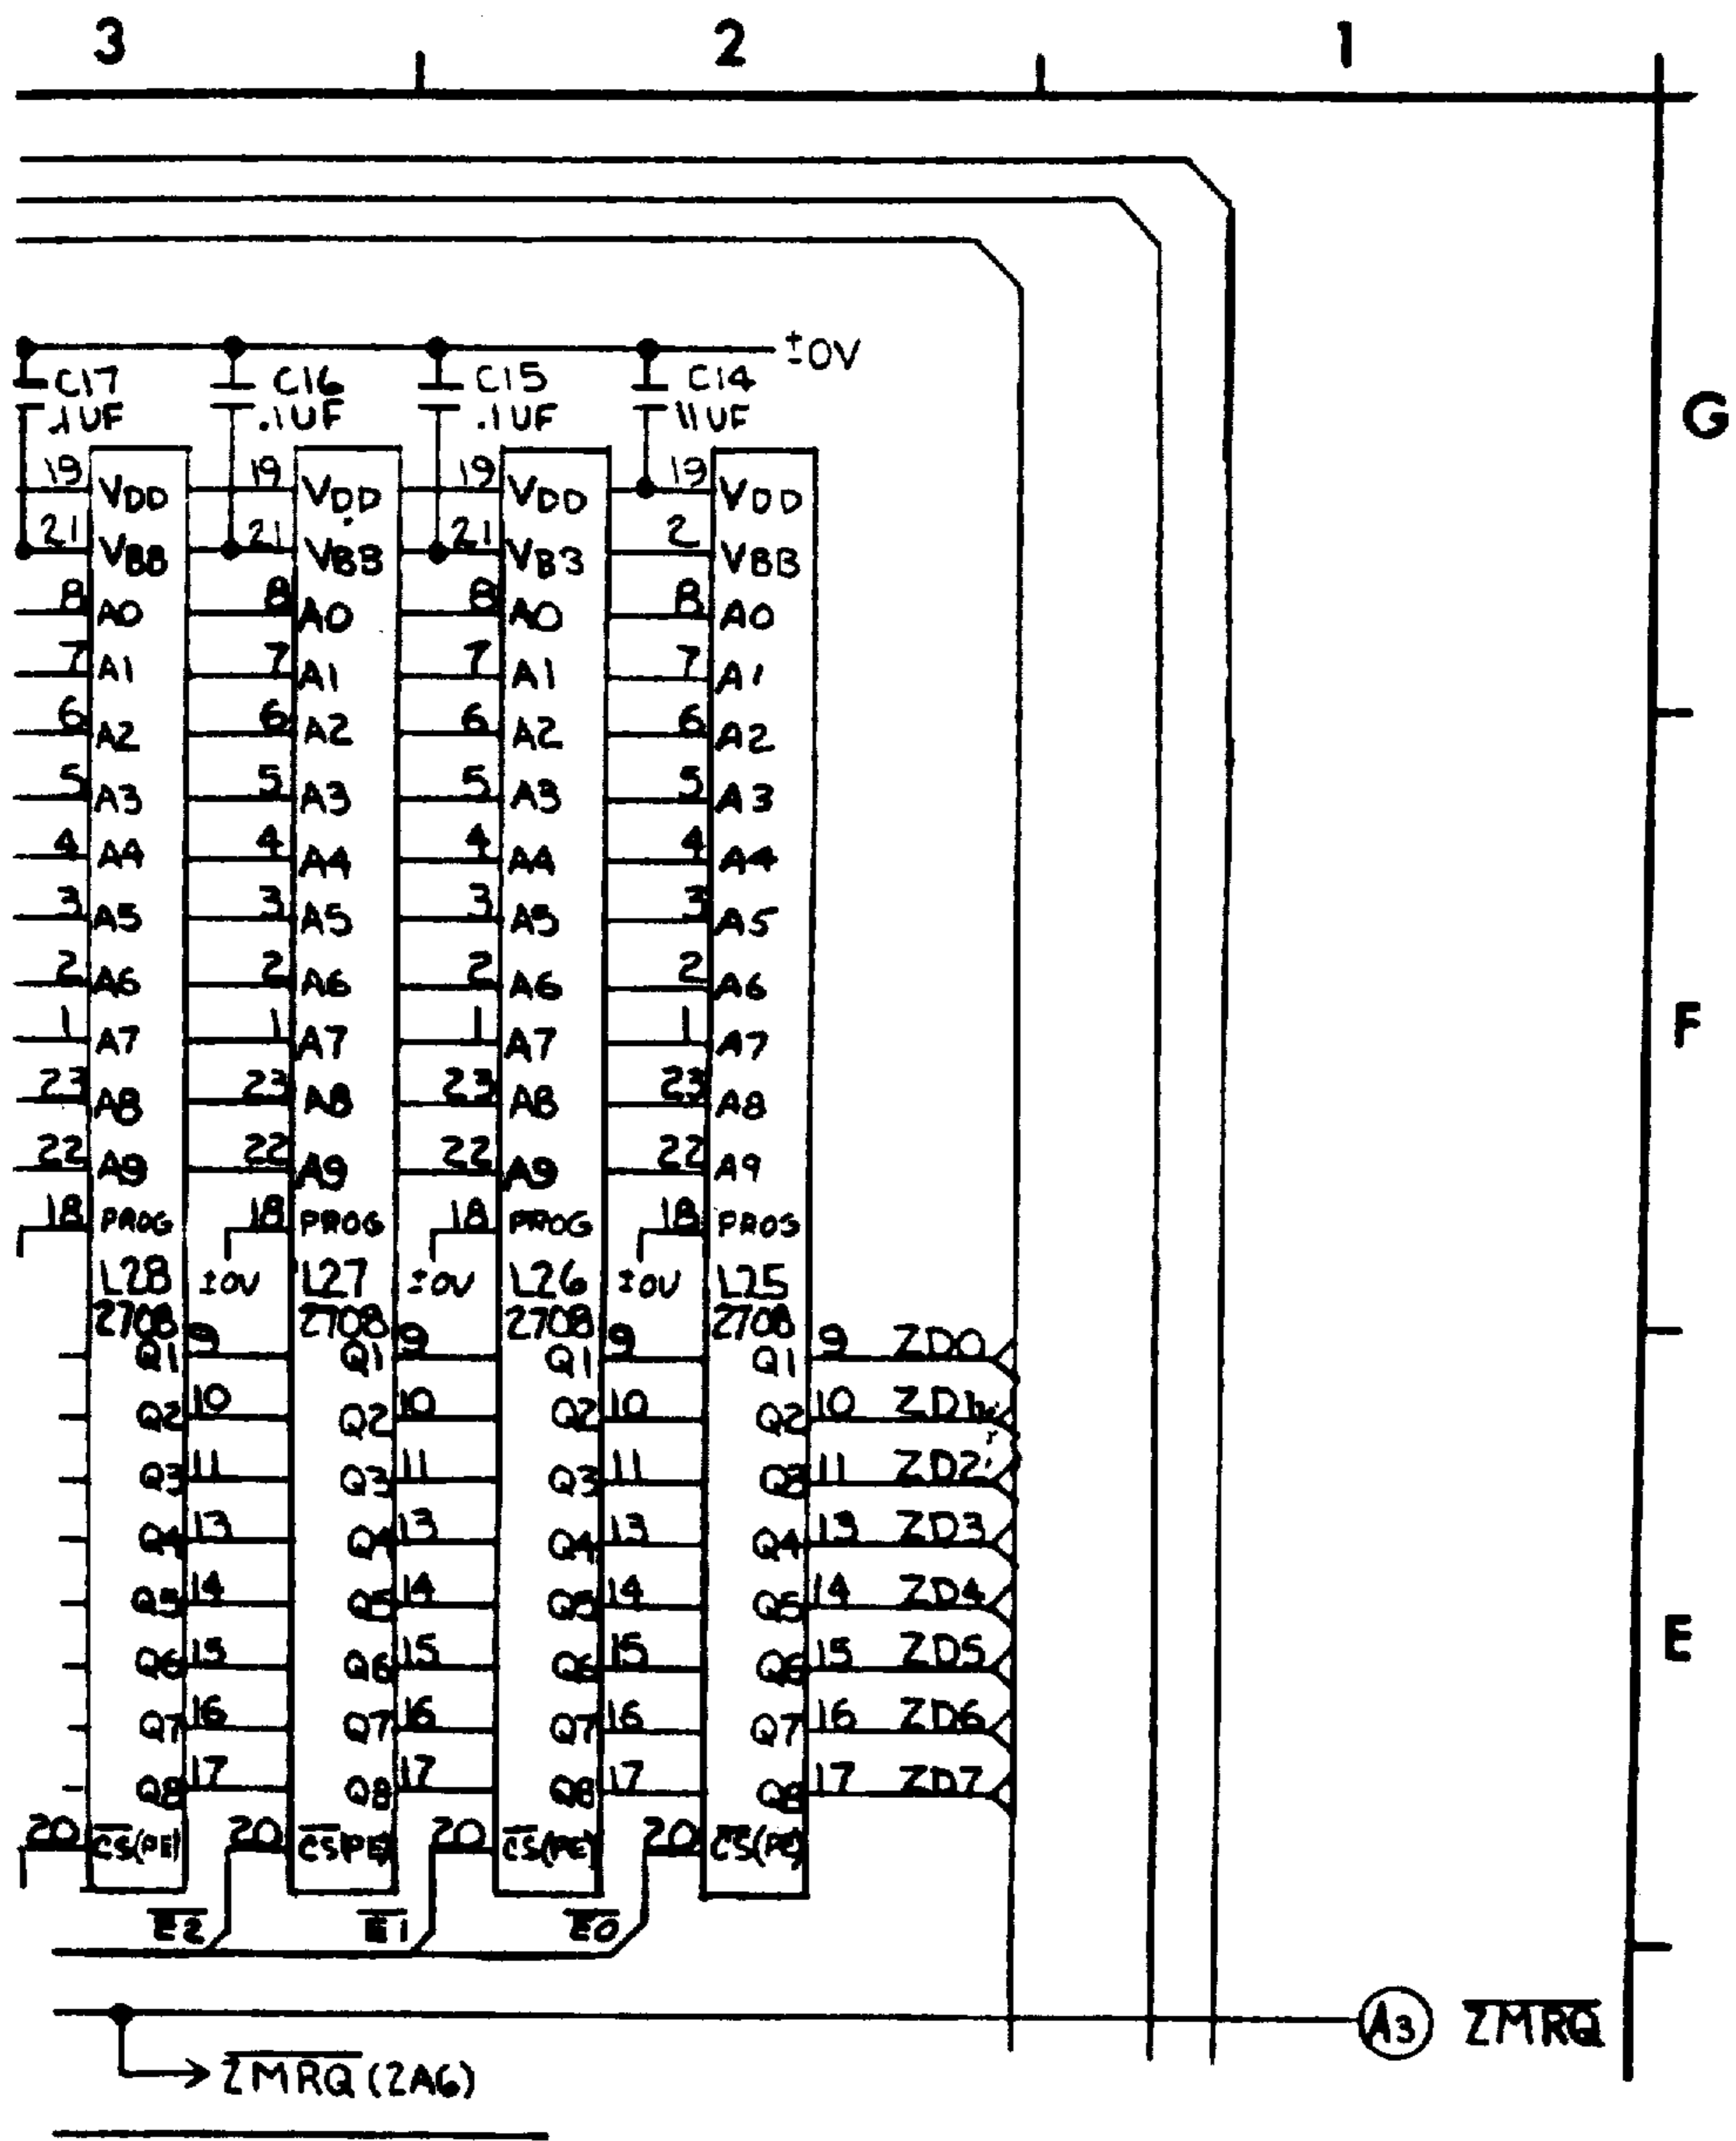 3 2 1
±0V
C17 C16 C15 C14
.1UF .1UF .1UF .1UF
G
19 VDD 19 VDD 19 VDD 19 VDD
21 VBB 21 VBB 21 VBB 2 VBB
8 A0 8 A0 8 A0 8 A0
7 A1 7 A1 7 A1 7 A1
6 A2 6 A2 6 A2 6 A2
5 A3 5 A3 5 A3 5 A3
4 A4 4 A4 4 A4 4 A4
3 A5 3 A5 3 A5 3 A5
2 A6 2 A6 2 A6 2 A6
F
1 A7 1 A7 1 A7 1 A7
23 A8 23 A8 23 A8 23 A8
22 A9 22 A9 22 A9 22 A9
18 PROG 18 PROG 18 PROG 18 PROG
L28 ±0V L27 ±0V L26 ±0V L25
2708 2708 2708 2708
Q1 9 Q1 9 Q1 9 Q1 9 ZD0
Q2 10 Q2 10 Q2 10 Q2 10 ZD1
Q3 11 Q3 11 Q3 11 Q3 11 ZD2
Q4 13 Q4 13 Q4 13 Q4 13 ZD3
Q5 14 Q5 14 Q5 14 Q5 14 ZD4
E
Q6 15 Q6 15 Q6 15 Q6 15 ZD5
Q7 16 Q7 16 Q7 16 Q7 16 ZD6
Q8 17 Q8 17 Q8 17 Q8 17 ZD7
20 C̅S̅(PE) 20 C̅S̅(PE) 20 C̅S̅(PE) 20 C̅S̅(PE)
E̅2̅ E̅1̅ E̅0̅
A3 Z̅M̅R̅Q̅
Z̅M̅R̅Q̅ (2A6)